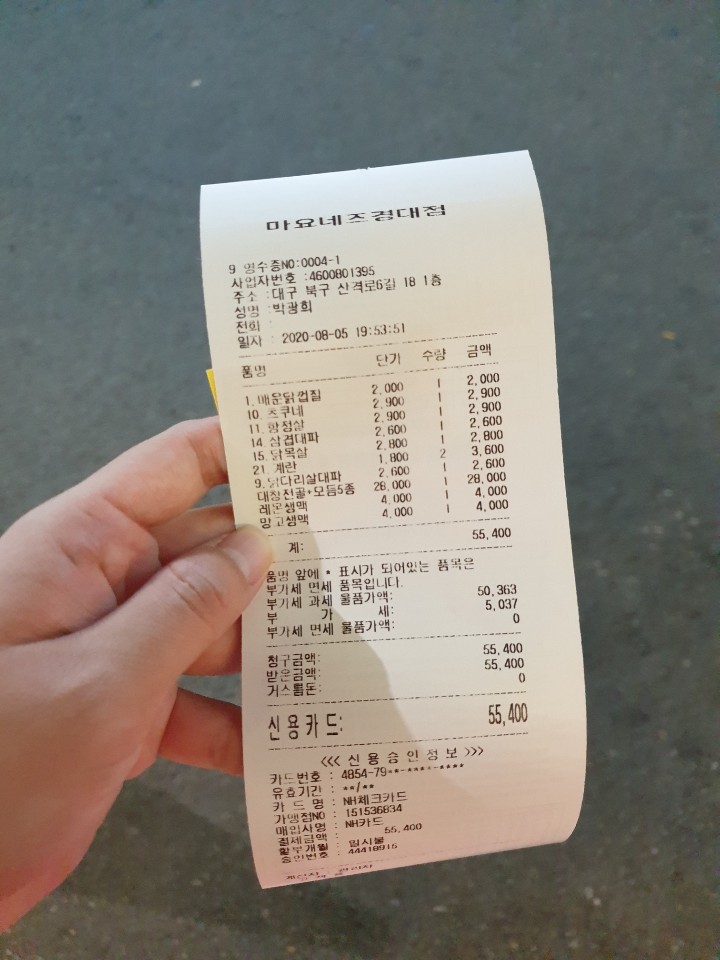 마요네즈경대점
9 영수증NO:0004-1
사업자번호 :4600801395
주소 :대구 북구 산격로6길 18 1층
성명 :박광희
전화 :
일자 : 2020-08-05 19:53:51
품명 단가 수량 금액
1. 매운닭껍질 2,000 1 2,000
10. 츠쿠네 2,900 1 2,900
11. 항정살 2,900 1 2,900
14. 삼겹대파 2,600 1 2,600
15. 닭목살 2,800 1 2,800
21. 계란 1,800 2 3,600
9. 닭다리살대파 2,600 1 2,600
대창전골+모듬5종 28,000 1 28,000
레몬생맥 4,000 1 4,000
망고생맥 4,000 1 4,000
계: 55,400
품명 앞에 * 표시가 되어있는 품목은
부가세 면세 품목입니다.
부가세 과세 물품가액: 50,363
부 가 세: 5,037
부가세 면세 물품가액: 0
청구금액: 55,400
받은금액: 55,400
거스름돈: 0
신용카드: 55,400
<<< 신용승인정보 >>>
카드번호 : 4854-79**-****-****
유효기간 : **/**
카 드 명 : NH체크카드
가맹점NO : 151536834
매입사명 : NH카드
결제금액 : 55,400
할부개월 : 일시불
승인번호 : 44418915